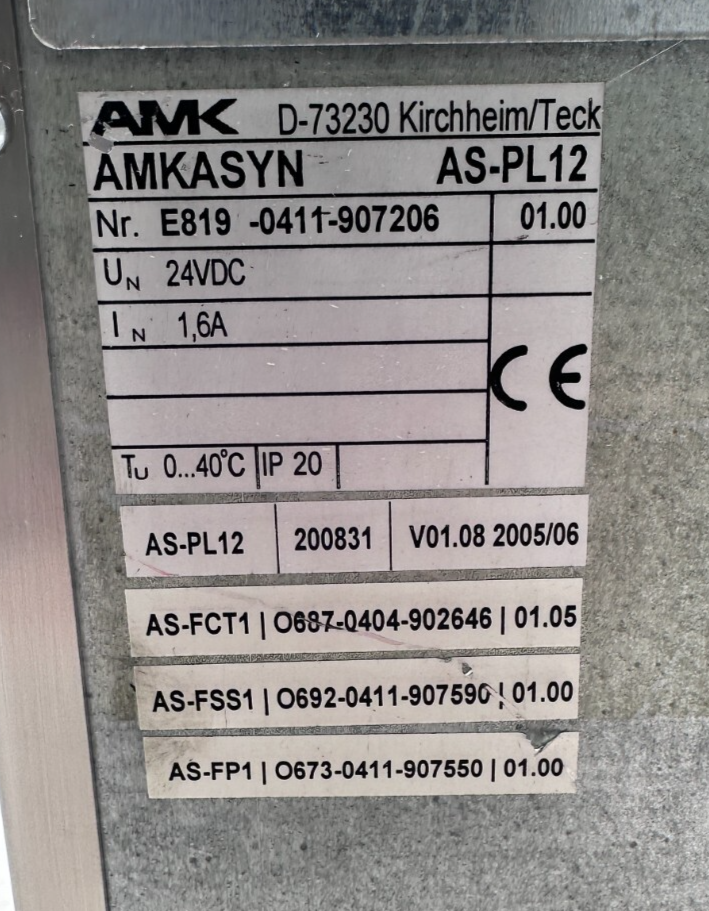 AMK D-73230 Kirchheim/Teck
AMKASYN AS-PL12
Nr. E819 -0411-907206 01.00
UN 24VDC
IN 1,6A
CE
Tu 0...40°C IP 20
AS-PL12 200831 V01.08 2005/06
AS-FCT1 | O687-0404-902646 | 01.05
AS-FSS1 | O692-0411-907590 | 01.00
AS-FP1 | O673-0411-907550 | 01.00